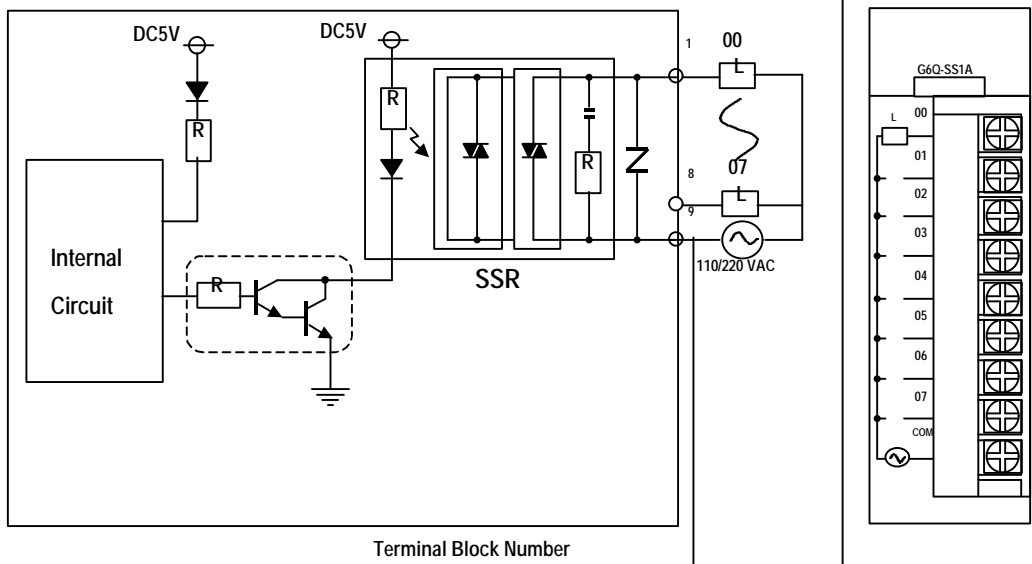 DC5V
DC5V
R
R
Internal
Circuit
R
SSR
R
1
00
L
8
07
L
9
110/220 VAC
Terminal Block Number
G6Q-SS1A
L
00
01
02
03
04
05
06
07
COM